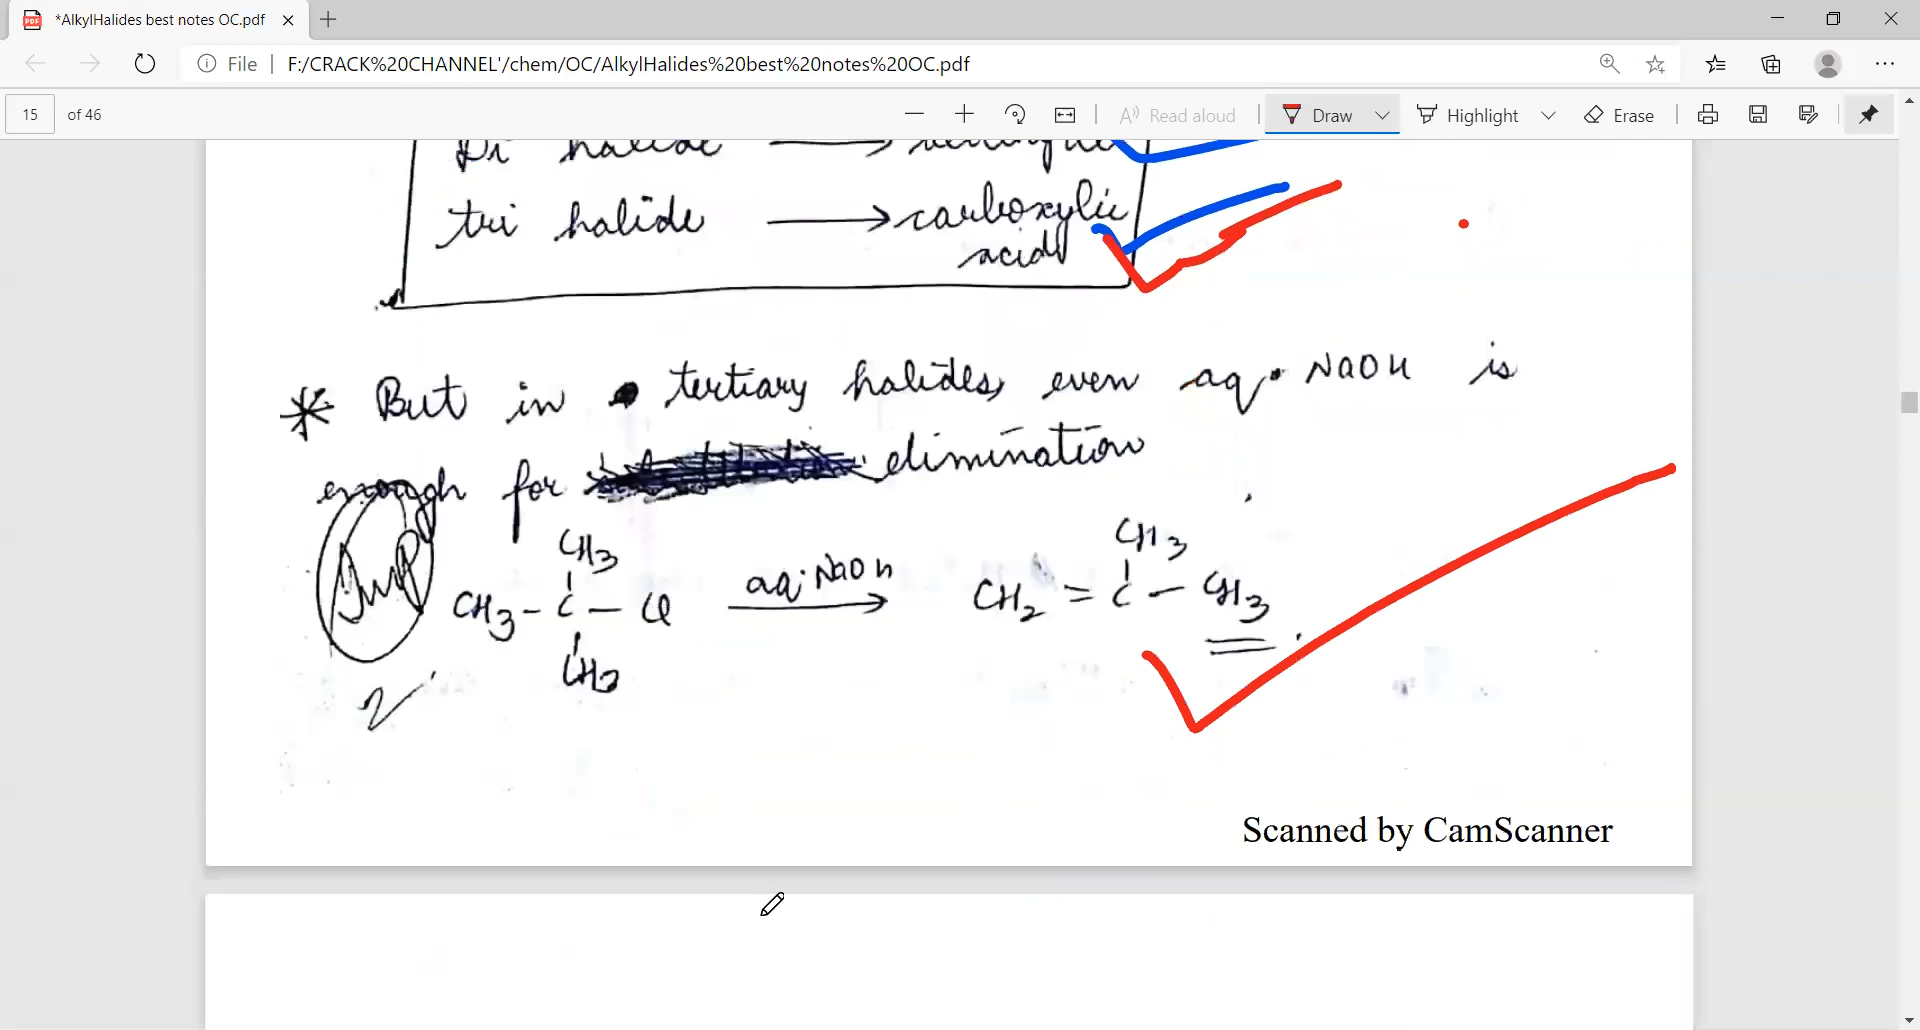 *AlkylHalides best notes OC.pdf
File F:/CRACK%20CHANNEL'/chem/OC/AlkylHalides%20best%20notes%20OC.pdf
15 of 46 Read aloud Draw Highlight Erase
Di halide ⟶
tri halide ⟶ carboxylic
acid
* But in tertiary halides, even aq. NaOH is
enough for elimination
Imp
CH3 CH3
CH3 - C - Cl aq. NaOH ⟶ CH2 = C - CH3
CH3
Scanned by CamScanner